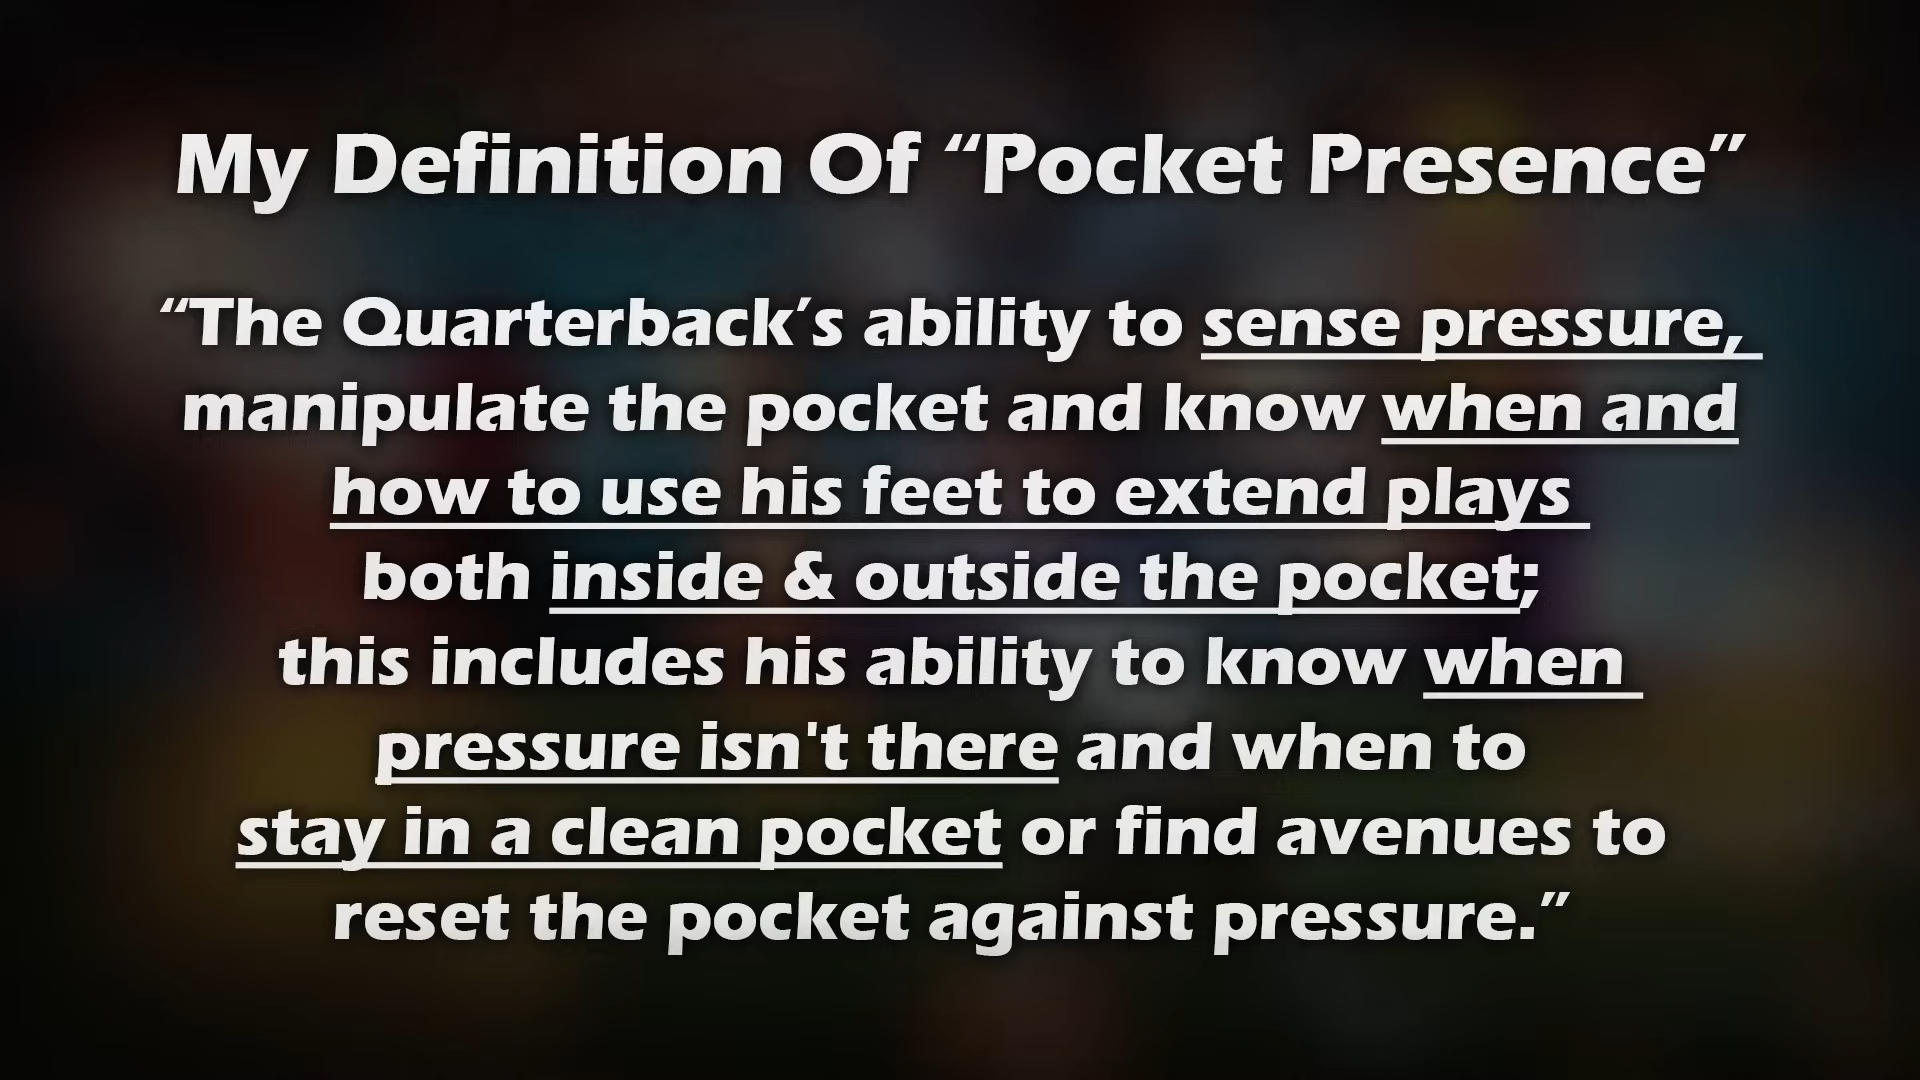 My Definition Of “Pocket Presence”
“The Quarterback’s ability to sense pressure,
manipulate the pocket and know when and
how to use his feet to extend plays
both inside & outside the pocket;
this includes his ability to know when
pressure isn't there and when to
stay in a clean pocket or find avenues to
reset the pocket against pressure.”